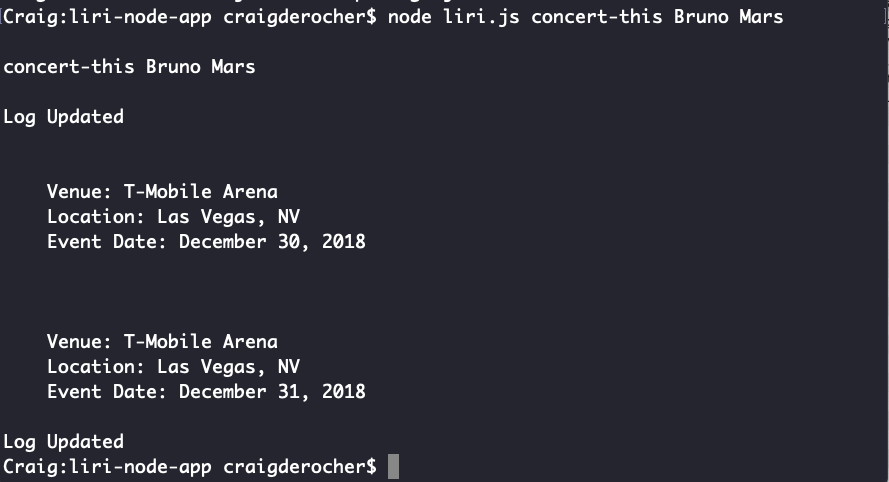 Craig:liri-node-app craigderocher$ node liri.js concert-this Bruno Mars
concert-this Bruno Mars
Log Updated
Venue: T-Mobile Arena
Location: Las Vegas, NV
Event Date: December 30, 2018
Venue: T-Mobile Arena
Location: Las Vegas, NV
Event Date: December 31, 2018
Log Updated
Craig:liri-node-app craigderocher$